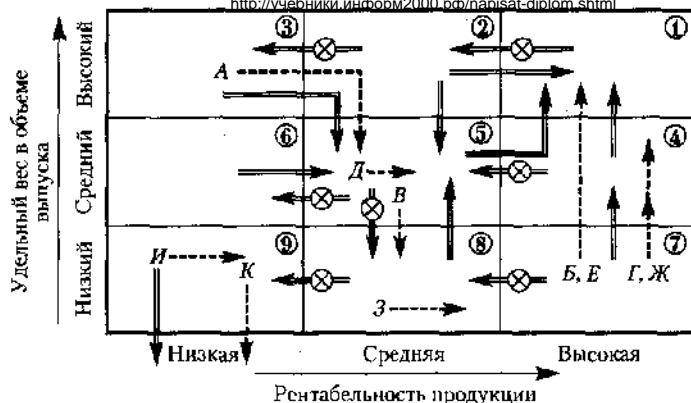 http://учебники.информ2000.рф/napisat-diplom.shtml
③ ② ①
А
⑥ ⑤ ④
Д
В
⑨ ⑧ ⑦
И
К
З
Б, Е Г, Ж
Удельный вес в объеме
выпуска
Высокий
Средний
Низкий
Низкая Средняя Высокая
Рентабельность продукции